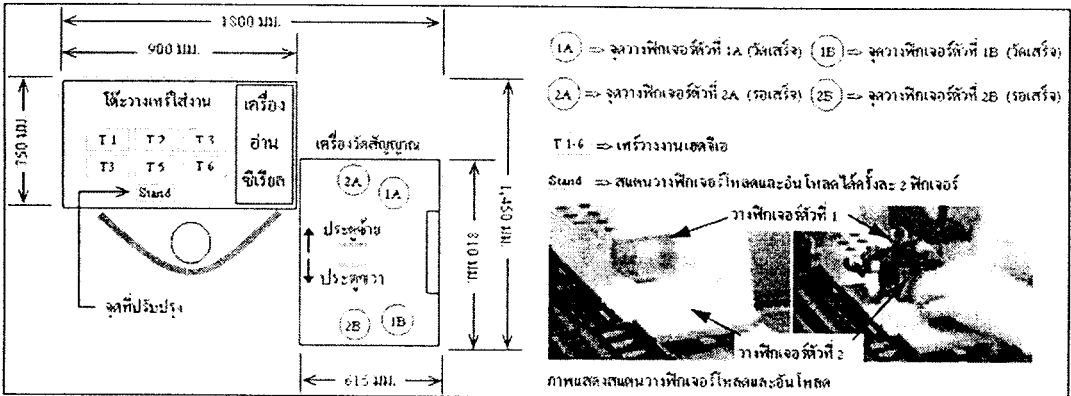 1800 มม.
900 มม.
750 มม.
โต๊ะวางเทร์ใส่งาน
เครื่อง
อ่าน
ซีเรียล
T1 T2 T3
T3 T5 T6
Stand
จุดที่ปรับปรุง
เครื่องวัดสัญญาณ
2A
1A
ประตูซ้าย
ประตูขวา
2B
1B
810 มม.
1,450 มม.
615 มม.
1A => จุดวางฟิกเจอร์ตัวที่ 1A (วัดเสร็จ) 1B => จุดวางฟิกเจอร์ตัวที่ 1B (วัดเสร็จ)
2A => จุดวางฟิกเจอร์ตัวที่ 2A (รอเสร็จ) 2B => จุดวางฟิกเจอร์ตัวที่ 2B (รอเสร็จ)
T 1-6 => เทร์วางงานเฮดจีเอ
Stand => สแตนวางฟิกเจอร์โหลดและอันโหลดได้ครั้งละ 2 ฟิกเจอร์
วางฟิกเจอร์ตัวที่ 1
วางฟิกเจอร์ตัวที่ 2
ภาพแสดงสแตนวางฟิกเจอร์โหลดและอันโหลด